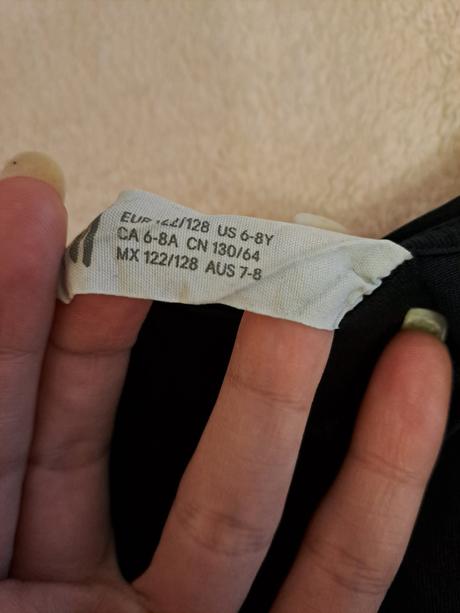 EUR 122/128 US 6-8Y
CA 6-8A CN 130/64
MX 122/128 AUS 7-8